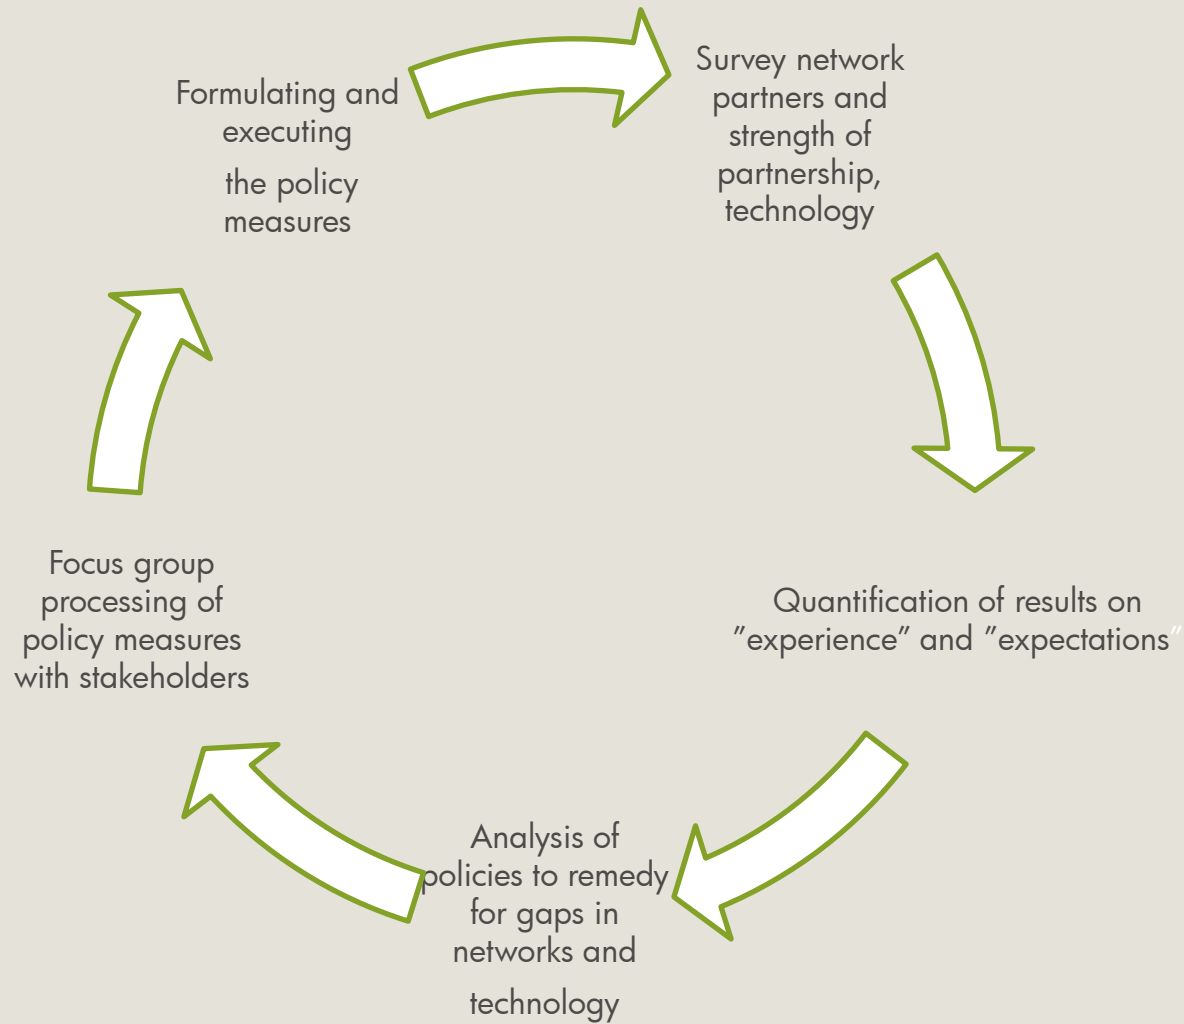 Formulating and
executing
the policy
measures
Survey network
partners and
strength of
partnership,
technology
Quantification of results on
”experience” and ”expectations”
Analysis of
policies to remedy
for gaps in
networks and
technology
Focus group
processing of
policy measures
with stakeholders